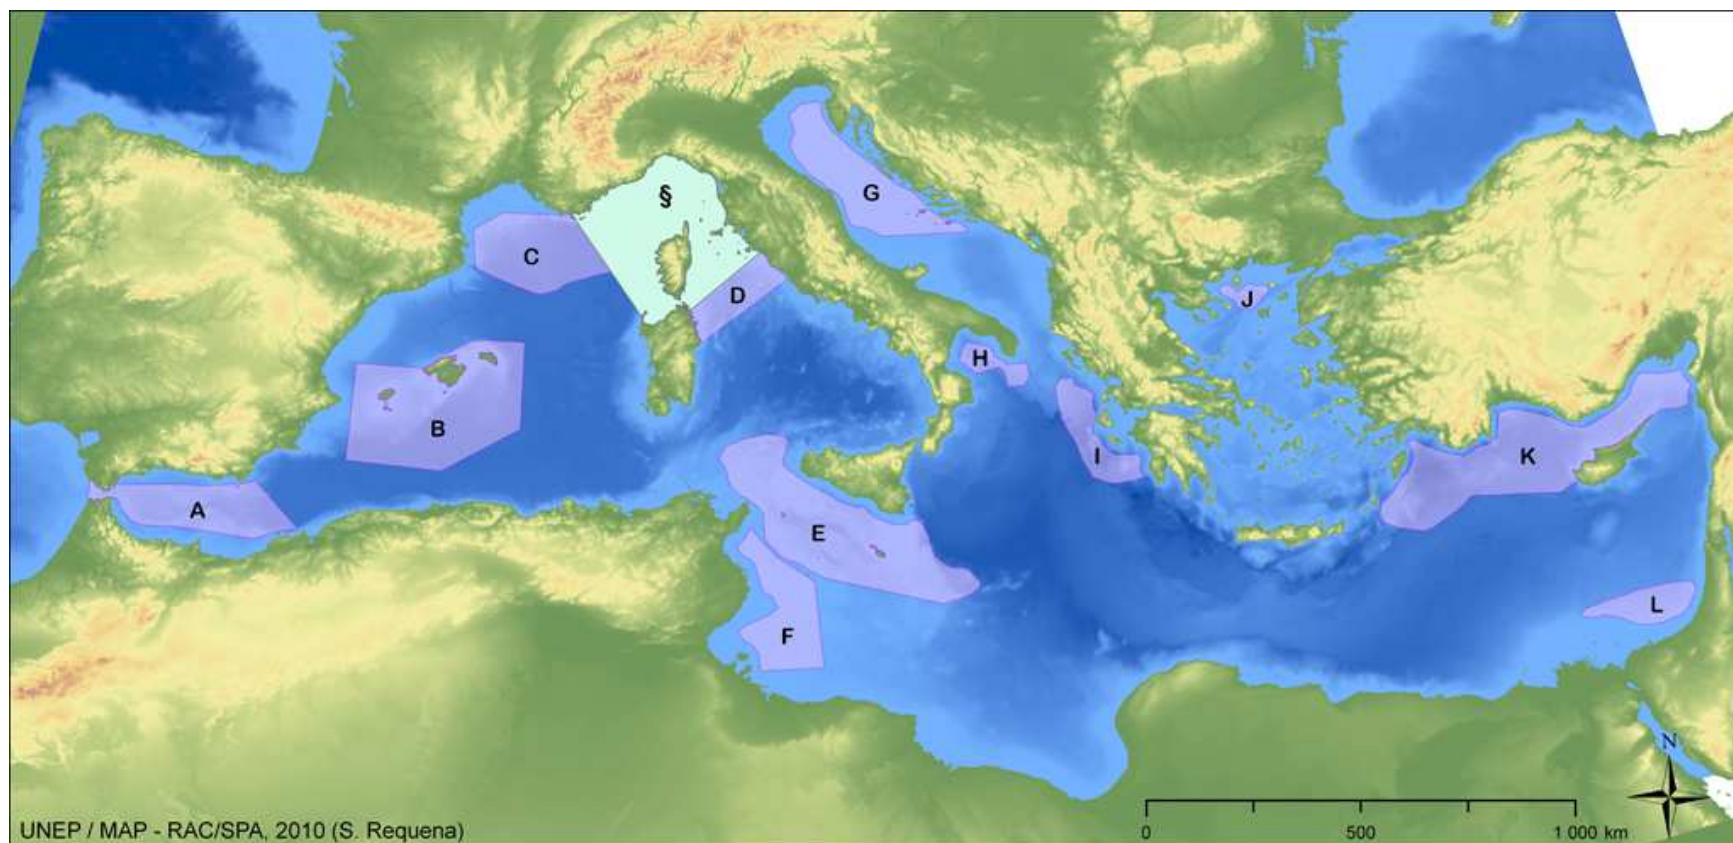 §
G
C
D
J
H
B
I
K
A
E
L
F
N
0 500 1 000 km
UNEP / MAP - RAC/SPA, 2010 (S. Requena)